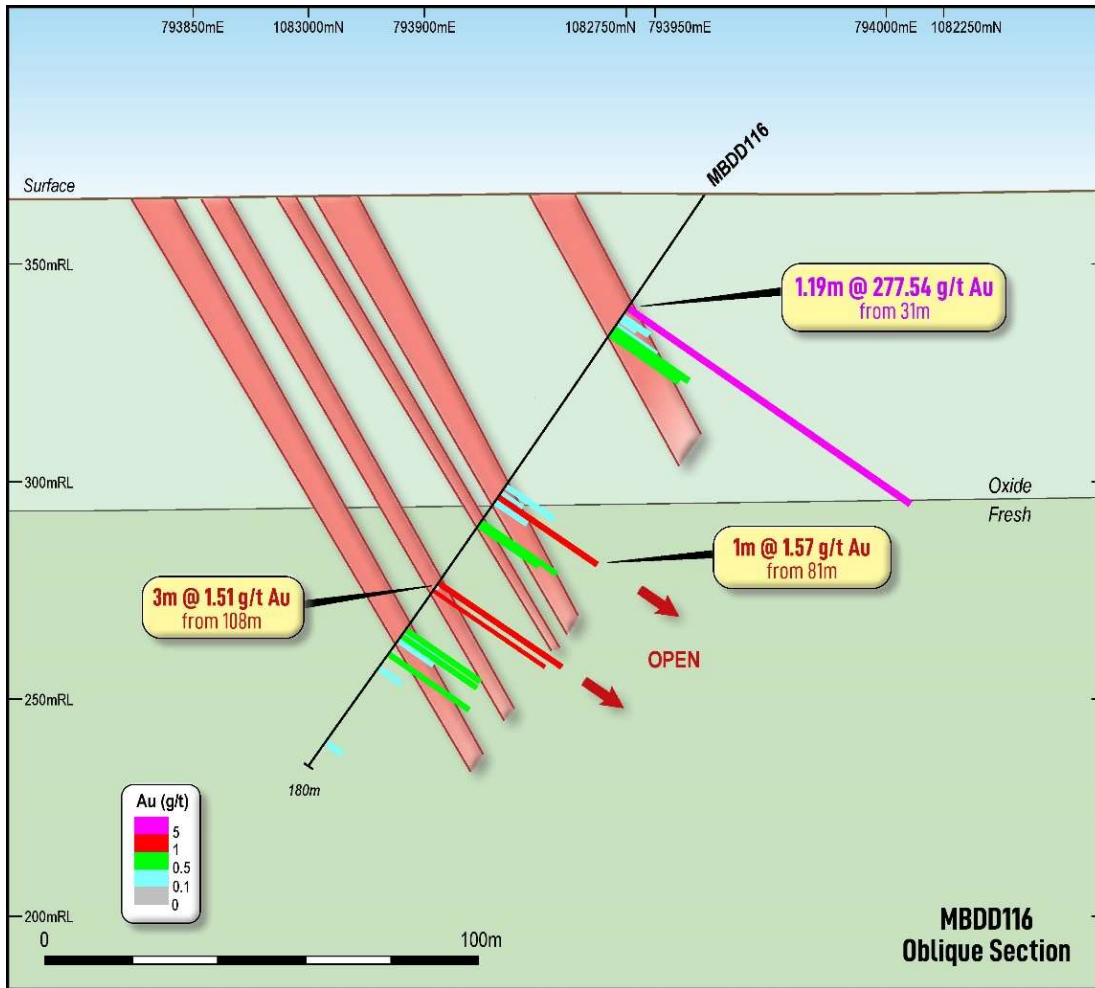 793850mE
1083000mN
793900mE
1082750mN
793950mE
794000mE
1082250mN
MBDD116
Surface
350mRL
1.19m @ 277.54 g/t Au
from 31m
300mRL
Oxide
Fresh
1m @ 1.57 g/t Au
from 81m
3m @ 1.51 g/t Au
from 108m
OPEN
250mRL
180m
Au (g/t)
5
1
0.5
0.1
0
200mRL
0
100m
MBDD116
Oblique Section